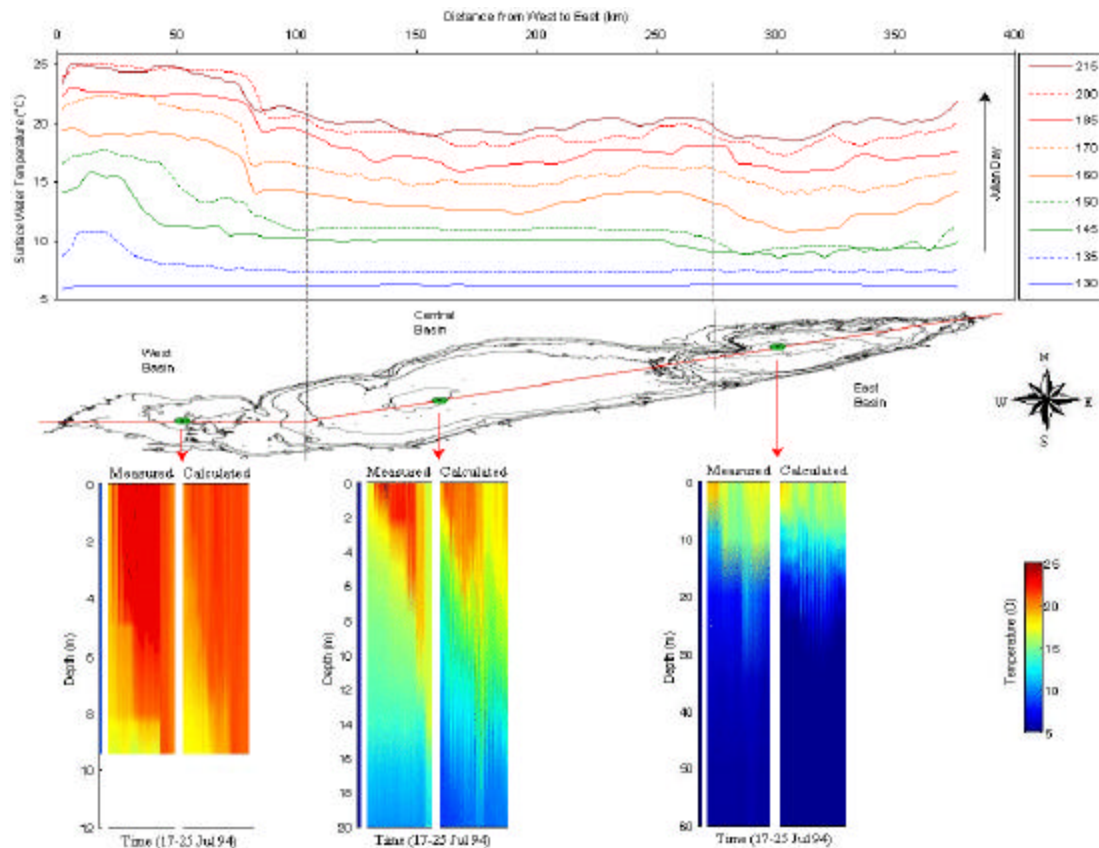 Distance from West to East (km)
0 50 100 150 200 250 300 350 400
Surface Water Temperature (°C)
25
20
15
10
5
215
200
185
170
160
150
145
135
130
Julian Day
West
Basin
Central
Basin
East
Basin
N
W E
S
Measured Calculated
Depth (m)
0
2
4
6
8
10
12
Time (17-25 Jul 94)
Measured Calculated
Depth (m)
0
2
4
6
8
10
12
14
16
18
20
Time (17-25 Jul 94)
Measured Calculated
Depth (m)
0
10
20
30
40
50
60
Time (17-25 Jul 94)
Temperature
25
20
15
10
5